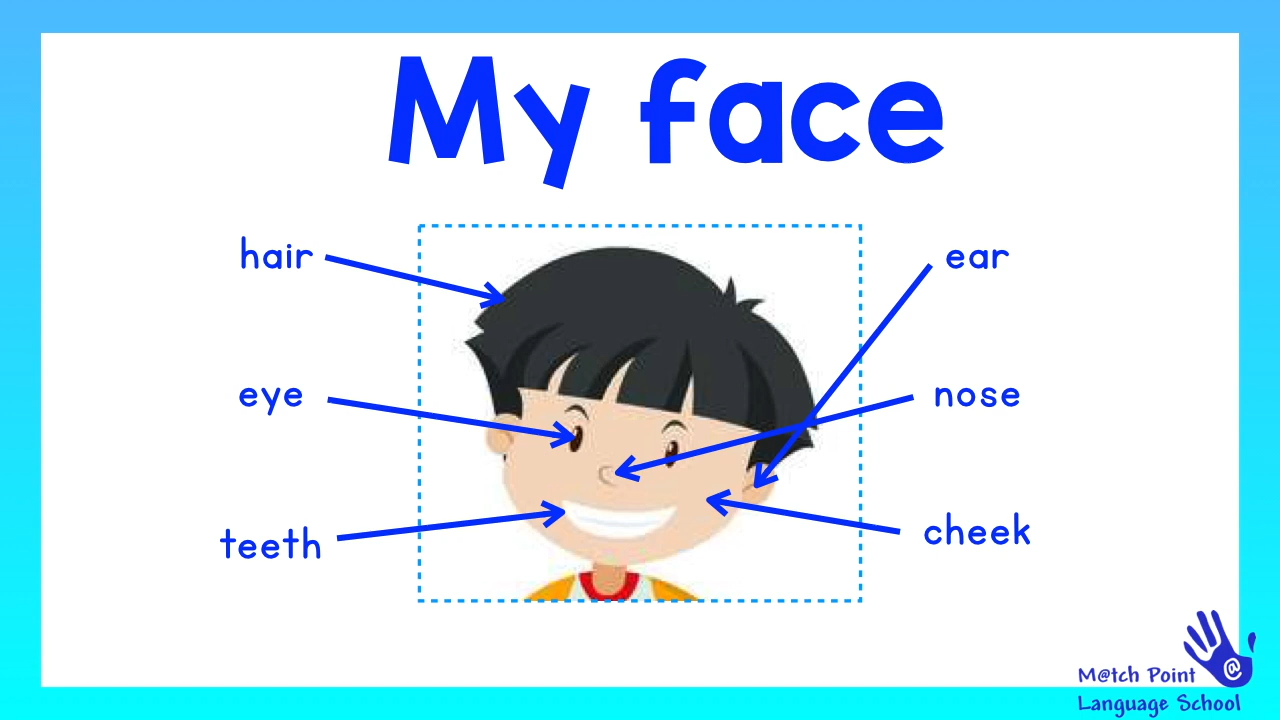 My face
hair
ear
eye
nose
teeth
cheek
M@tch Point
@
Language School